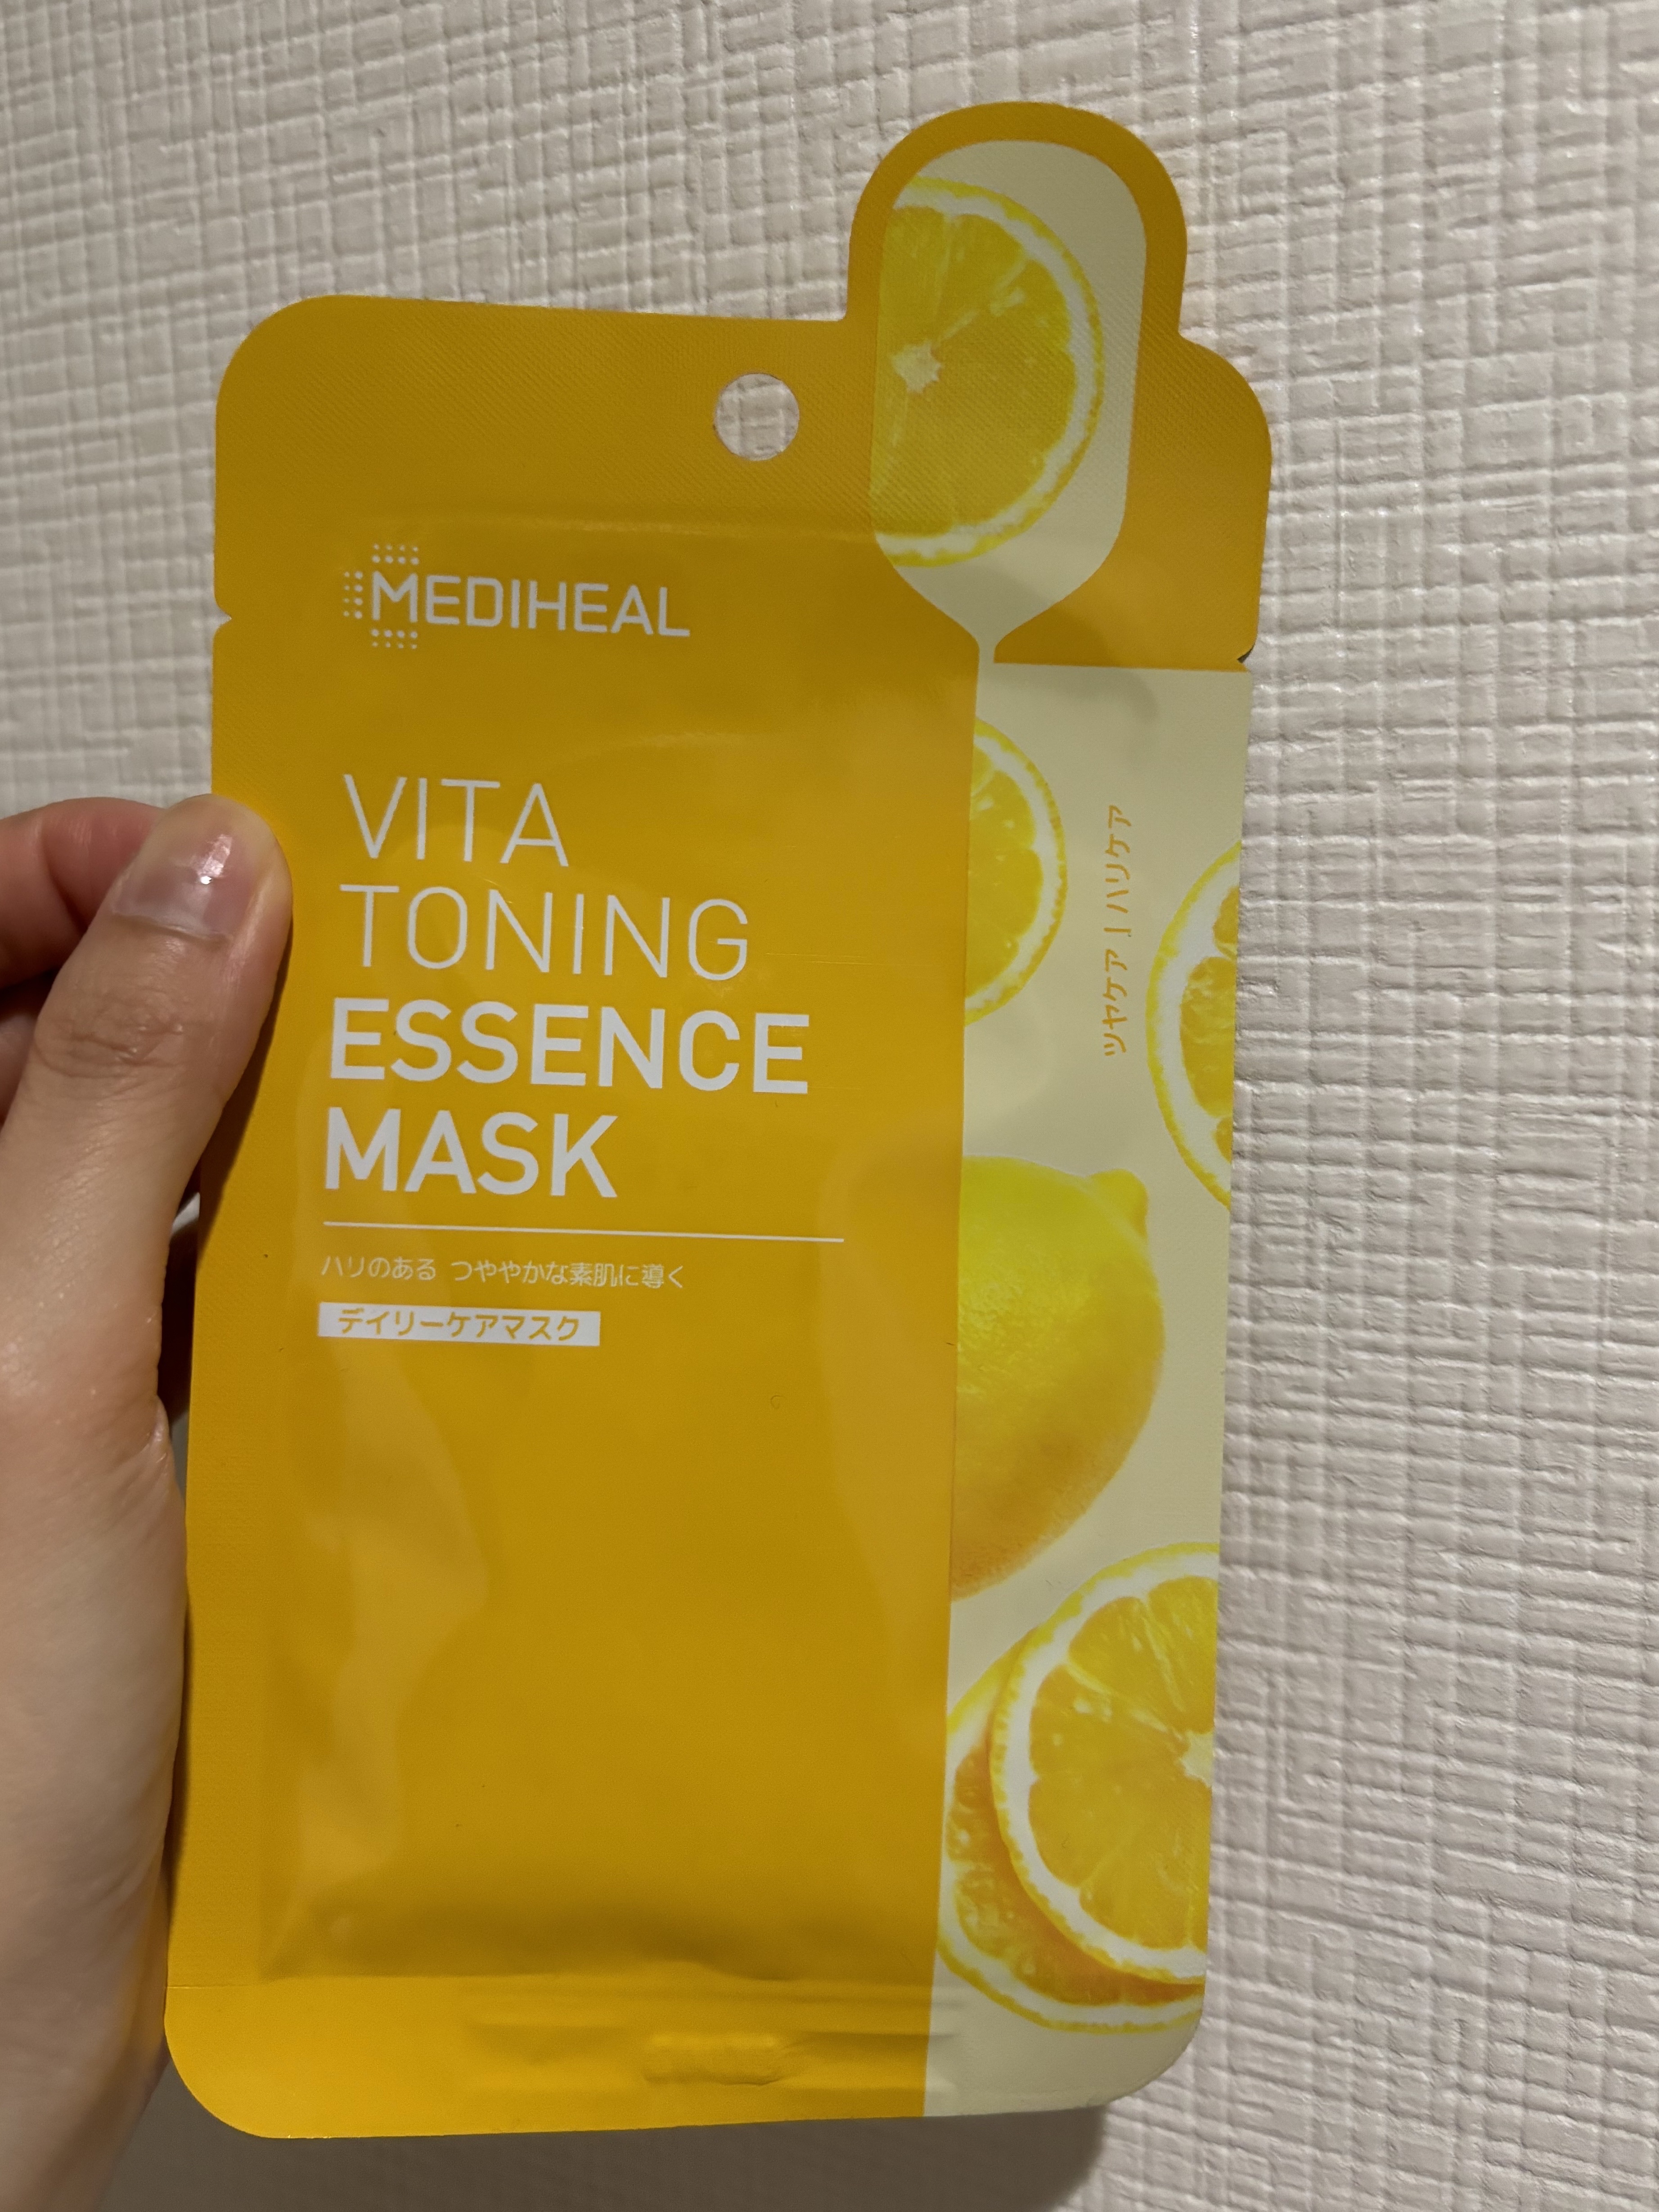 MEDIHEAL
VITA
TONING
ESSENCE
MASK
ハリのある つややかな素肌に導く
デイリーケアマスク
ツヤケア | ハリケア